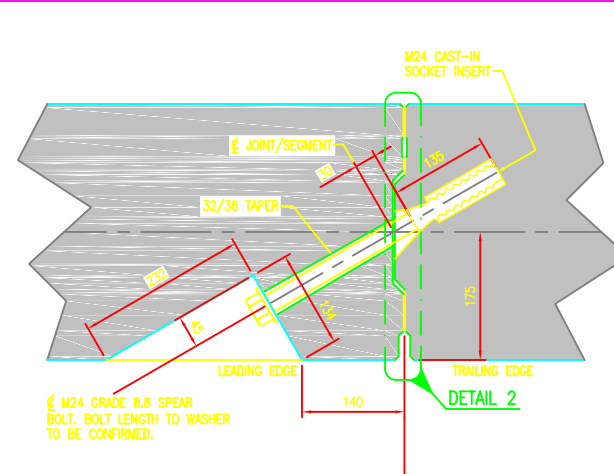 M24 CAST-IN
SOCKET INSERT
℄ JOINT/SEGMENT
30
135
32/38 TAPER
232
134
45
175
LEADING EDGE
TRAILING EDGE
140
DETAIL 2
℄ M24 GRADE 8.8 SPEAR
BOLT. BOLT LENGTH TO WASHER
TO BE CONFIRMED.